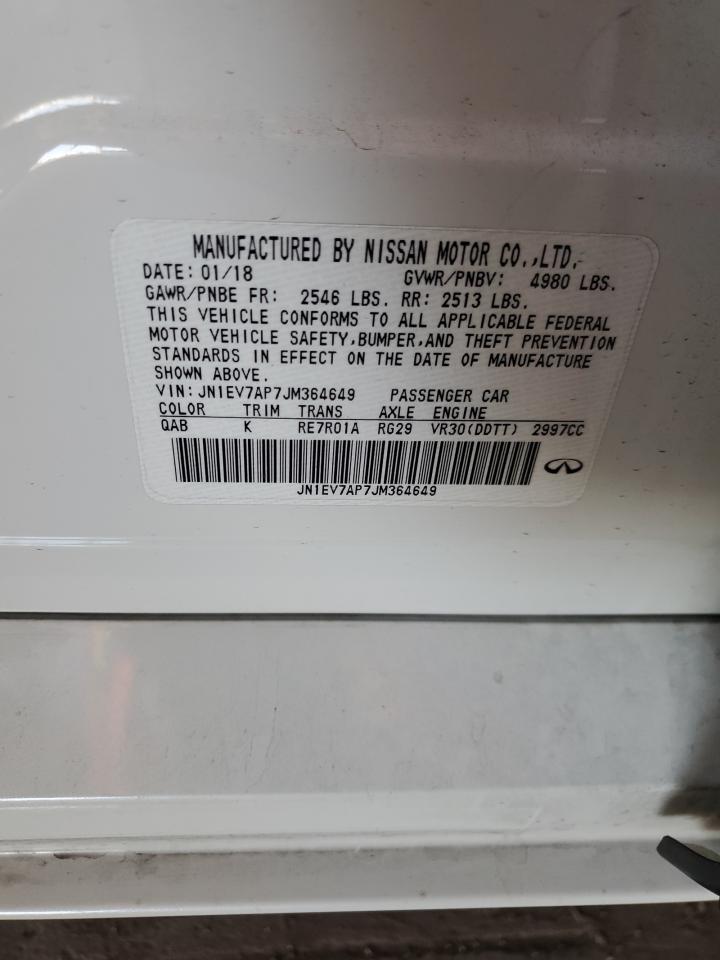 MANUFACTURED BY NISSAN MOTOR CO.,LTD.
DATE: 01/18 GVWR/PNBV: 4980 LBS.
GAWR/PNBE FR: 2546 LBS. RR: 2513 LBS.
THIS VEHICLE CONFORMS TO ALL APPLICABLE FEDERAL
MOTOR VEHICLE SAFETY,BUMPER,AND THEFT PREVENTION
STANDARDS IN EFFECT ON THE DATE OF MANUFACTURE
SHOWN ABOVE.
VIN: JN1EV7AP7JM364649 PASSENGER CAR
COLOR TRIM TRANS AXLE ENGINE
QAB K RE7R01A RG29 VR30(DDTT) 2997CC
JN1EV7AP7JM364649